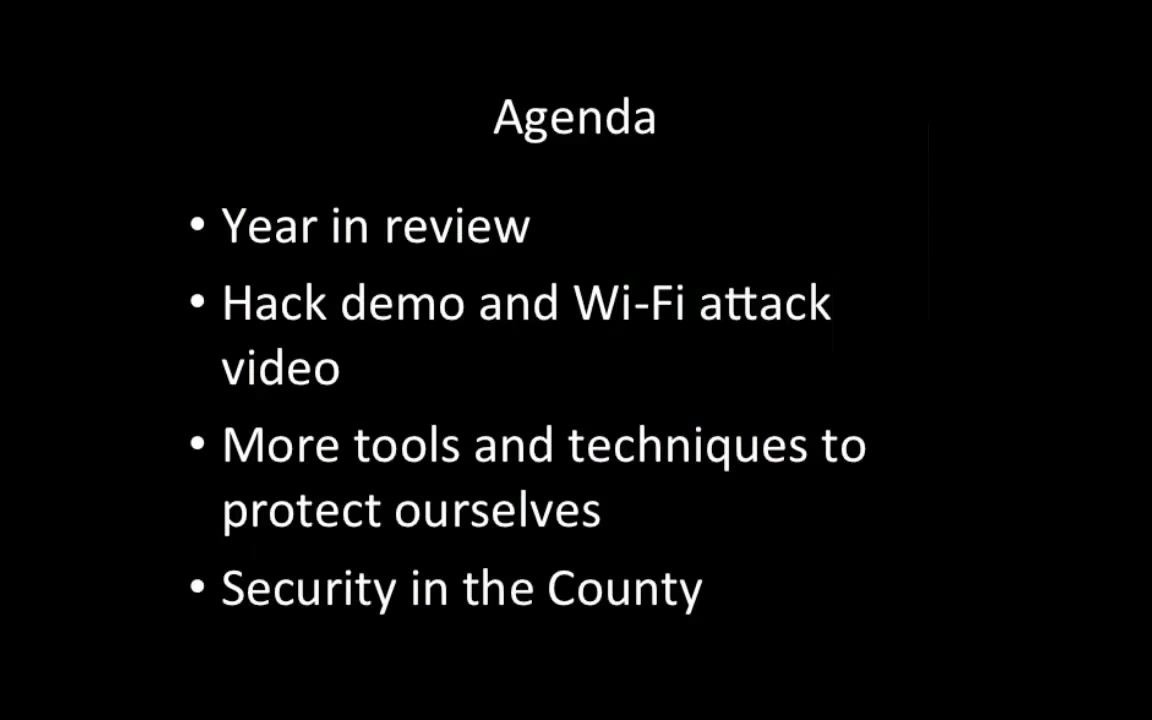 Agenda
• Year in review
• Hack demo and Wi-Fi attack
video
• More tools and techniques to
protect ourselves
• Security in the County